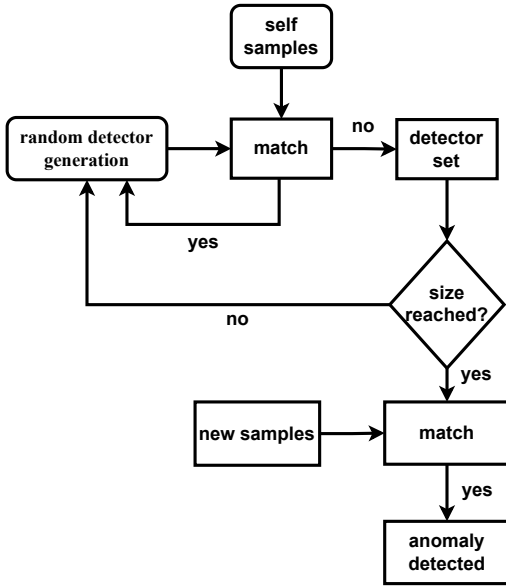 self
samples
random detector
generation
match
no
detector
set
yes
size
reached?
no
yes
new samples
match
yes
anomaly
detected